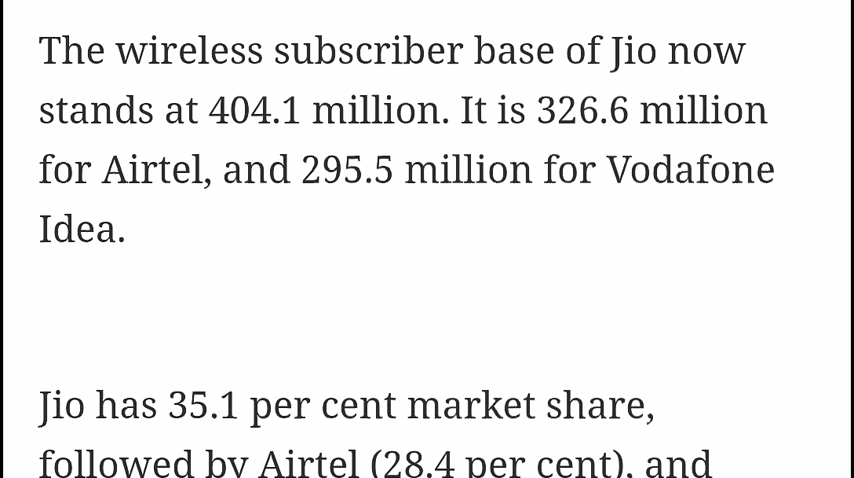 The wireless subscriber base of Jio now
stands at 404.1 million. It is 326.6 million
for Airtel, and 295.5 million for Vodafone
Idea.
Jio has 35.1 per cent market share,
followed by Airtel (28.4 per cent), and